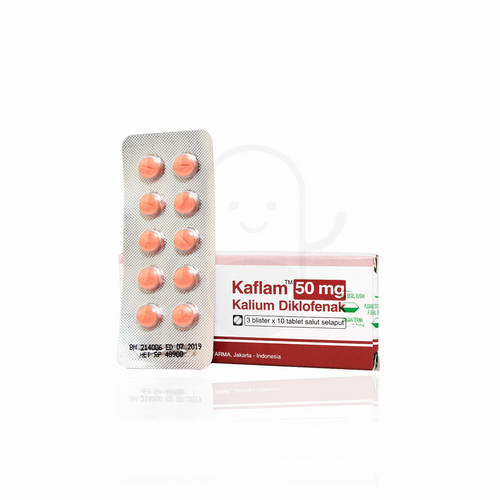 Kaflam™ 50 mg
Kalium Diklofenak
3 blister x 10 tablet salut selaput
ARMA, Jakarta - Indonesia
BN 214006 ED 07 2019
HET RP 48900